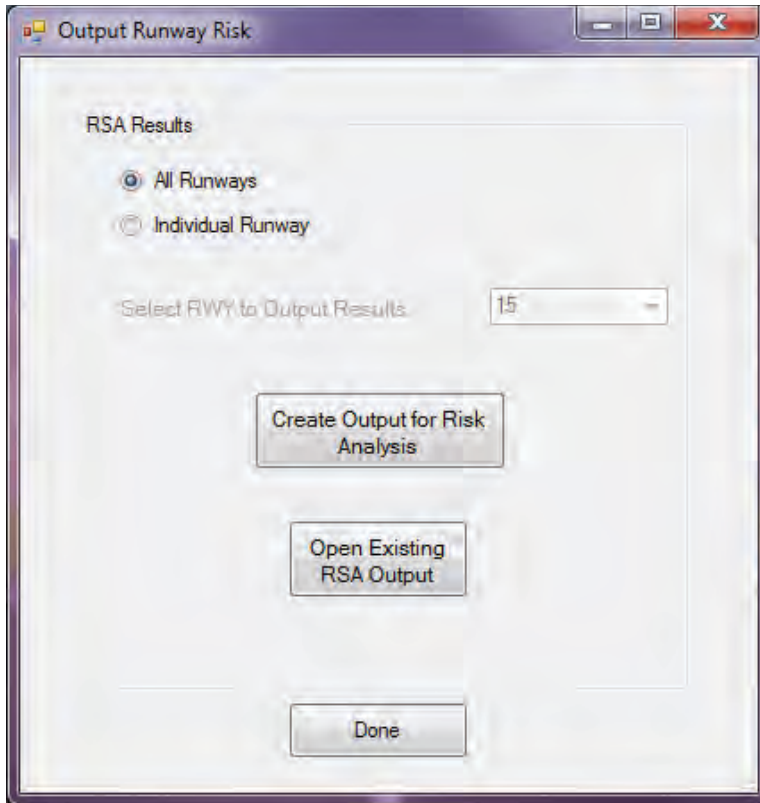 Output Runway Risk
RSA Results
All Runways
Individual Runway
Select RWY to Output Results
15
Create Output for Risk
Analysis
Open Existing
RSA Output
Done